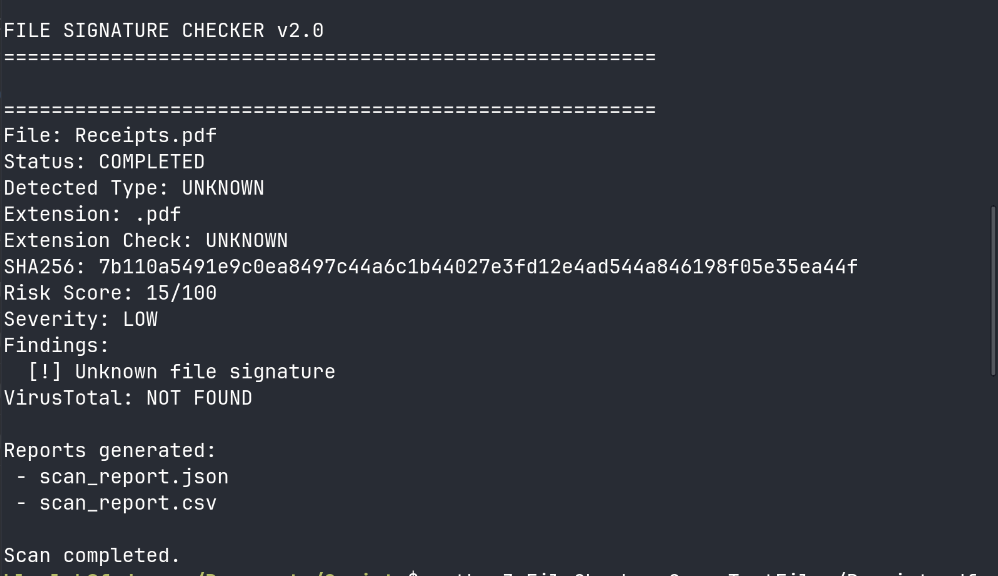 FILE SIGNATURE CHECKER v2.0
=======================================================
=======================================================
File: Receipts.pdf
Status: COMPLETED
Detected Type: UNKNOWN
Extension: .pdf
Extension Check: UNKNOWN
SHA256: 7b110a5491e9c0ea8497c44a6c1b44027e3fd12e4ad544a846198f05e35ea44f
Risk Score: 15/100
Severity: LOW
Findings:
[!] Unknown file signature
VirusTotal: NOT FOUND
Reports generated:
- scan_report.json
- scan_report.csv
Scan completed.